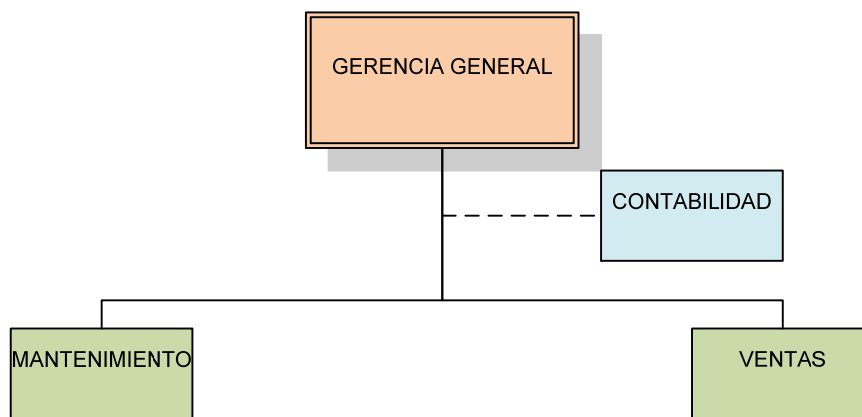 GERENCIA GENERAL
CONTABILIDAD
MANTENIMIENTO
VENTAS